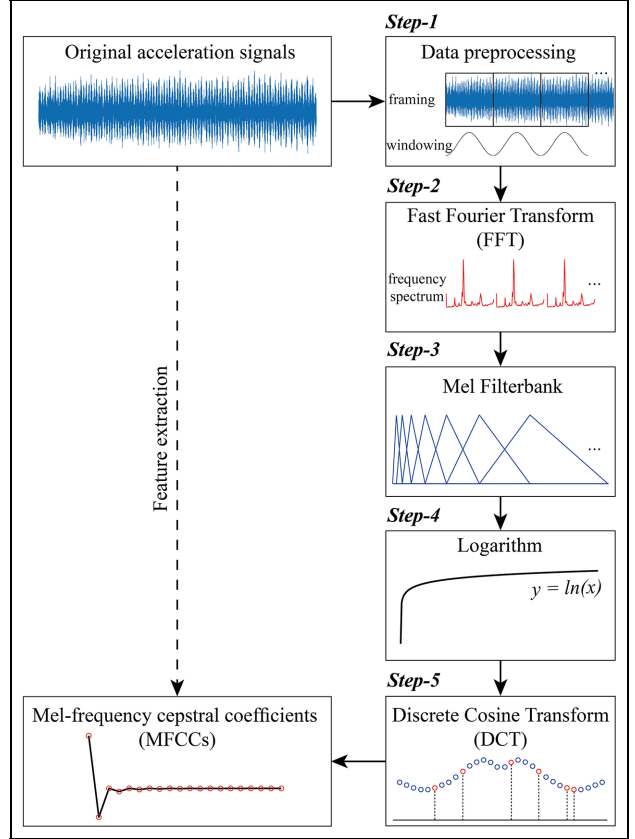 Step-1
Original acceleration signals
Data preprocessing
framing
...
windowing
Step-2
Fast Fourier Transform
(FFT)
frequency
spectrum
...
Step-3
Mel Filterbank
...
Feature extraction
Step-4
Logarithm
y = ln(x)
Step-5
Mel-frequency cepstral coefficients
(MFCCs)
Discrete Cosine Transform
(DCT)